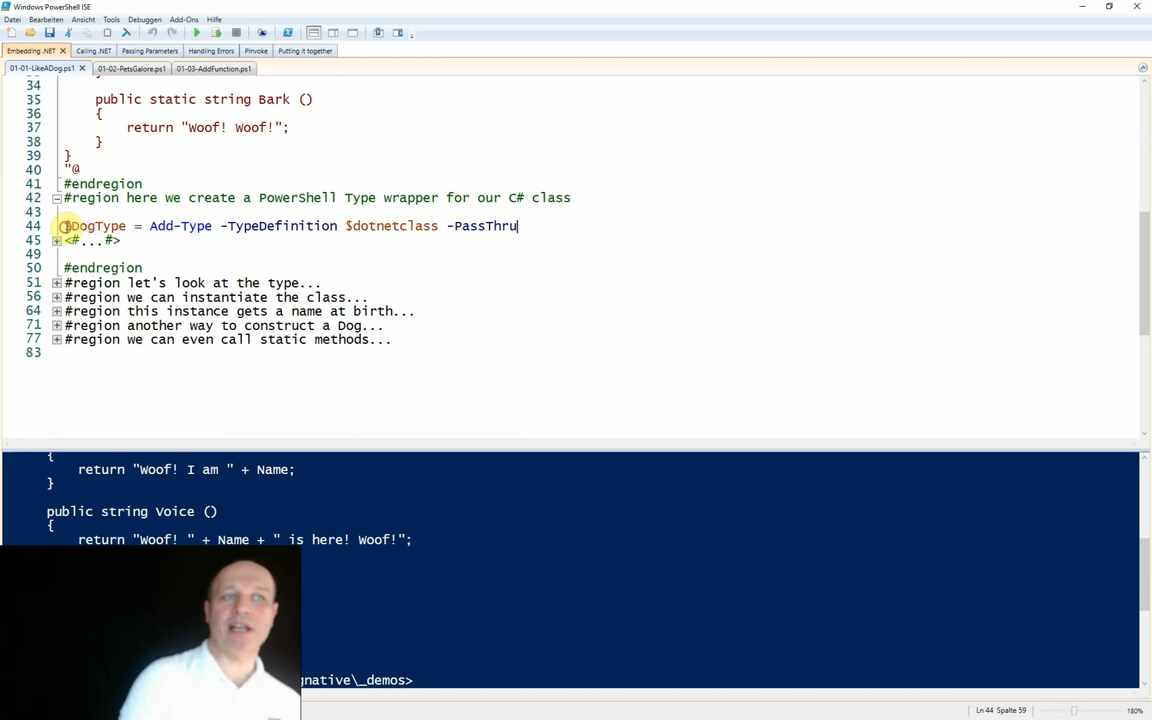 Windows PowerShell ISE
Datei Bearbeiten Ansicht Tools Debuggen Add-Ons Hilfe
Embedding .NET Calling .NET Passing Parameters Handling Errors PInvoke Putting it together
01-01-LikeADog.ps1 01-02-PetsGalore.ps1 01-03-AddFunction.ps1
34
35 public static string Bark ()
36 {
37 return "Woof! Woof!";
38 }
39 }
40 "@
41 #endregion
42 #region here we create a PowerShell Type wrapper for our C# class
43
44 $DogType = Add-Type -TypeDefinition $dotnetclass -PassThru
45 <#...#>
49
50 #endregion
51 #region let's look at the type...
56 #region we can instantiate the class...
64 #region this instance gets a name at birth...
71 #region another way to construct a Dog...
77 #region we can even call static methods...
83
{
return "Woof! I am " + Name;
}
public string Voice ()
{
return "Woof! " + Name + " is here! Woof!";
gnative\_demos>
Ln 44 Spalte 59
180%